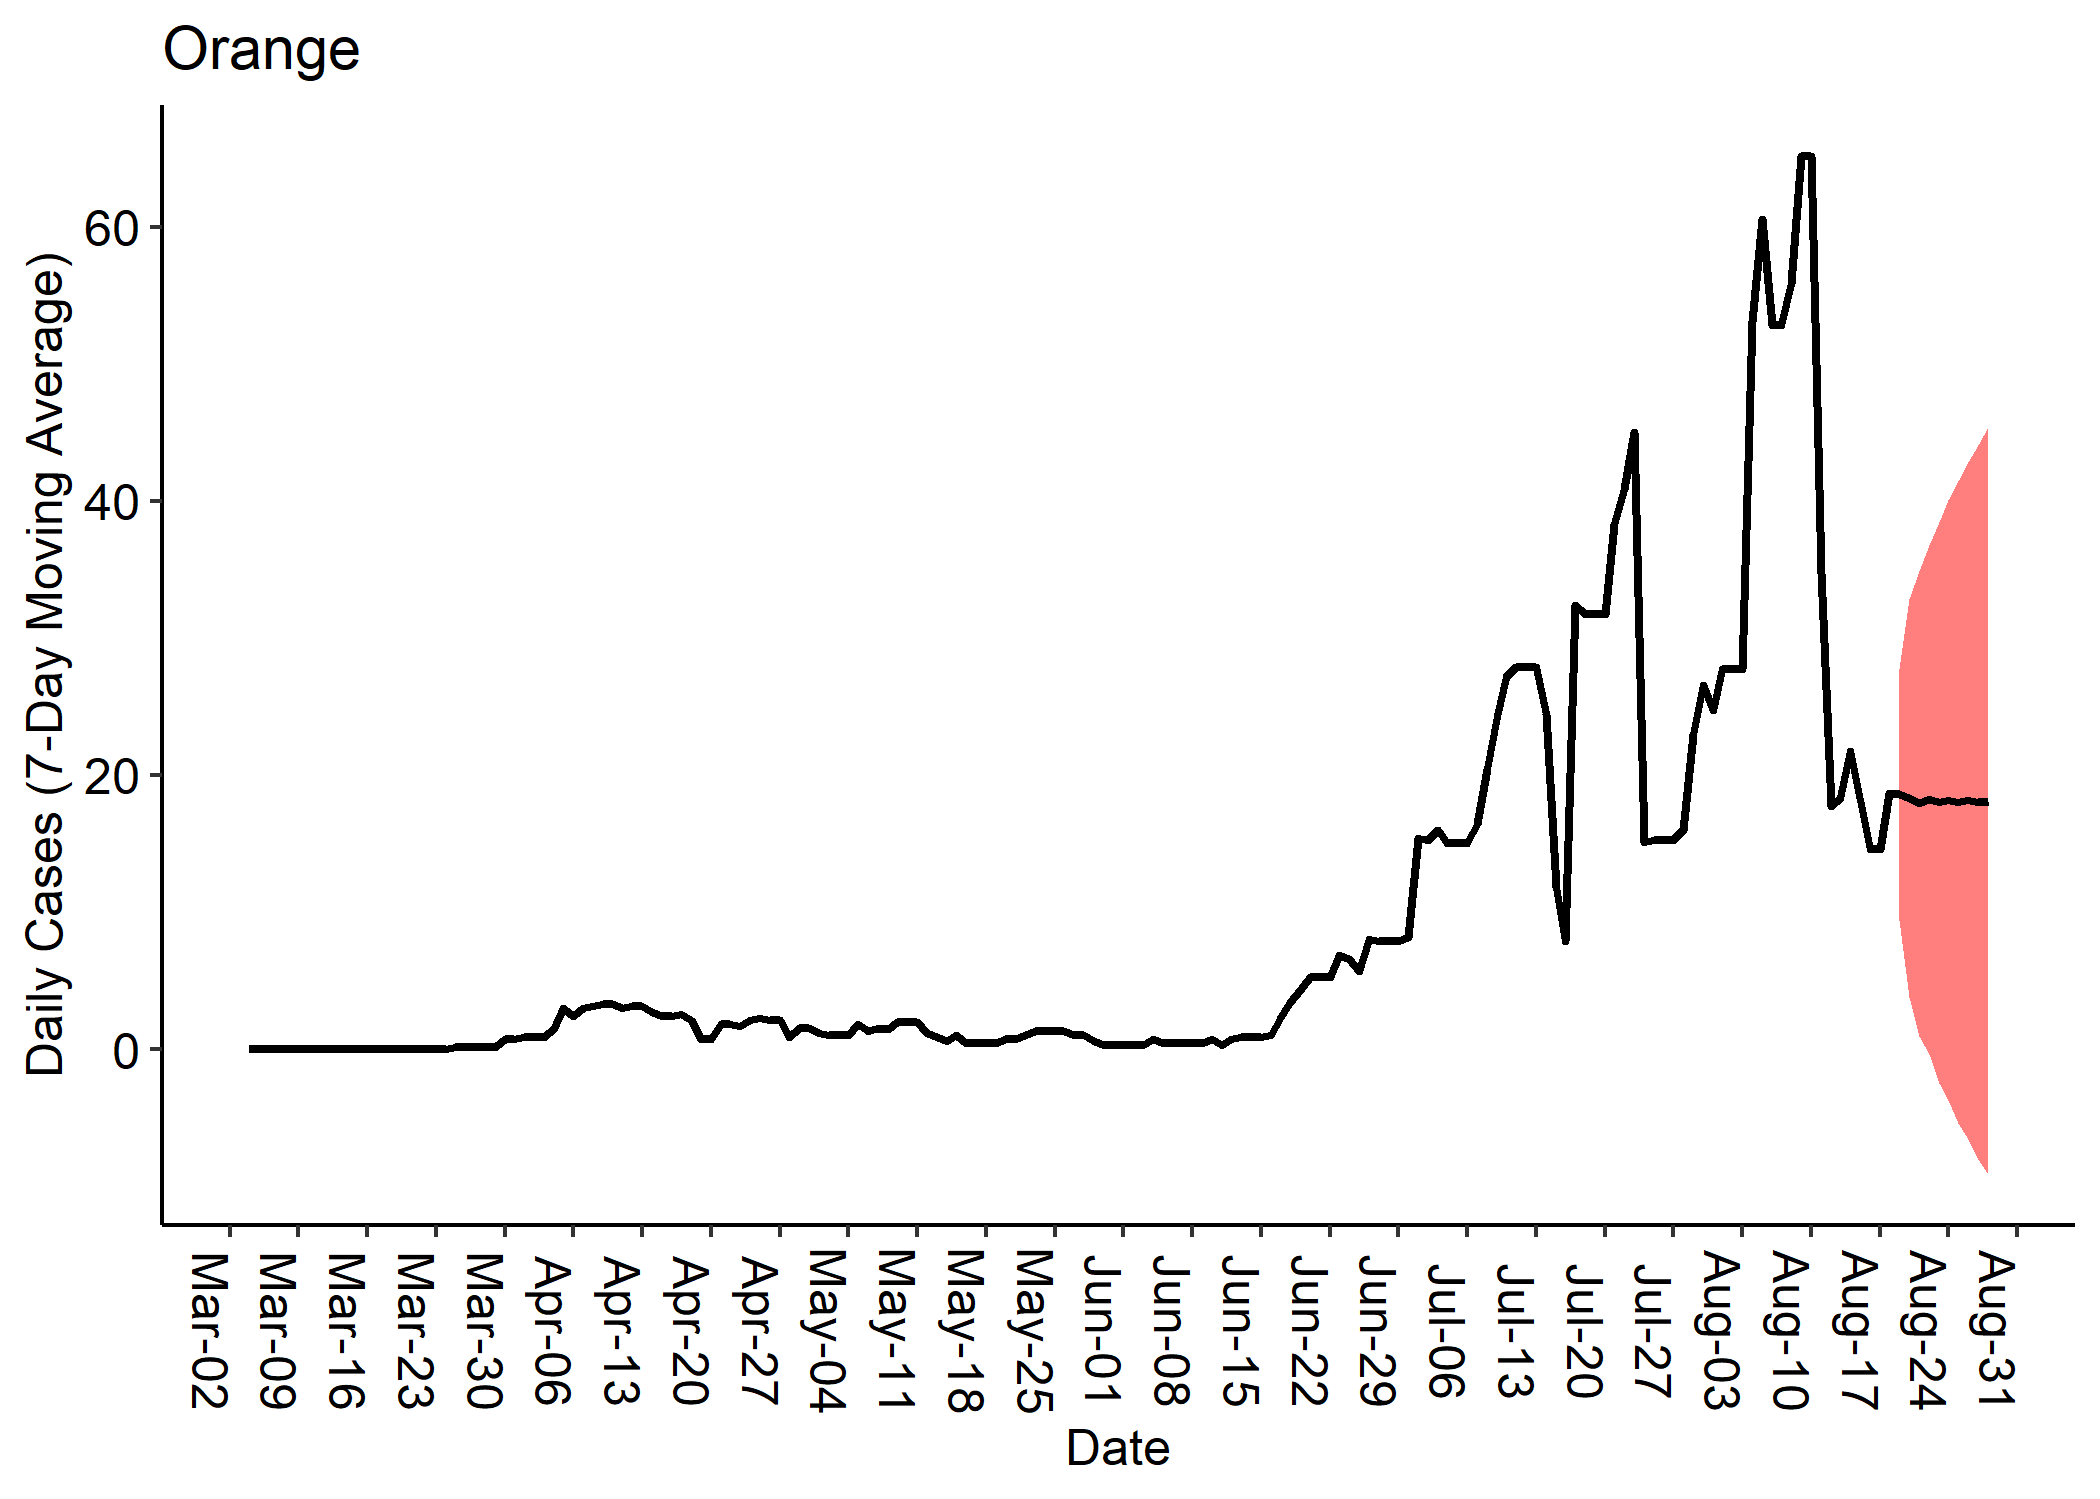 Orange
Daily Cases (7-Day Moving Average)
60
40
20
0
Mar-02
Mar-09
Mar-16
Mar-23
Mar-30
Apr-06
Apr-13
Apr-20
Apr-27
May-04
May-11
May-18
May-25
Jun-01
Jun-08
Jun-15
Jun-22
Jun-29
Jul-06
Jul-13
Jul-20
Jul-27
Aug-03
Aug-10
Aug-17
Aug-24
Aug-31
Date